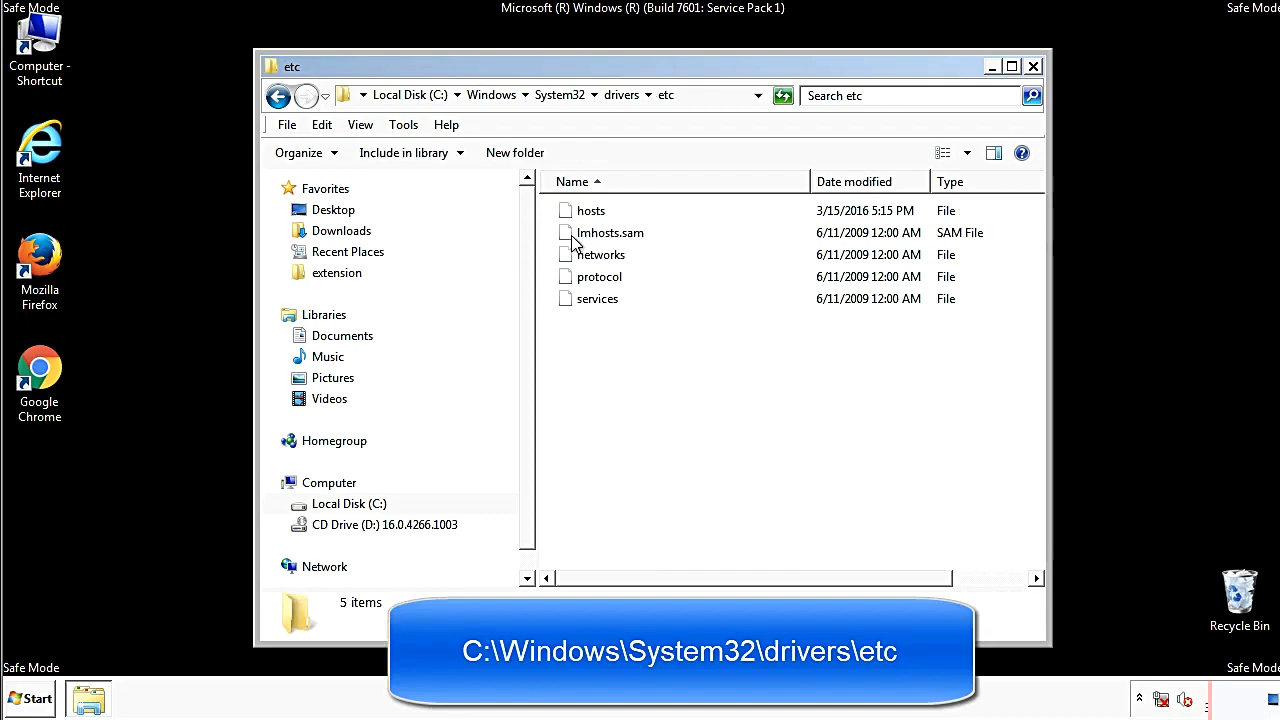 Safe Mode
Microsoft (R) Windows (R) (Build 7601: Service Pack 1)
Safe Mode
Computer -
Shortcut
Internet
Explorer
Mozilla
Firefox
Google
Chrome
etc
Local Disk (C:) Windows System32 drivers etc
Search etc
File Edit View Tools Help
Organize Include in library New folder
Favorites
Desktop
Downloads
Recent Places
extension
Libraries
Documents
Music
Pictures
Videos
Homegroup
Computer
Local Disk (C:)
CD Drive (D:) 16.0.4266.1003
Network
Name Date modified Type
hosts 3/15/2016 5:15 PM File
lmhosts.sam 6/11/2009 12:00 AM SAM File
networks 6/11/2009 12:00 AM File
protocol 6/11/2009 12:00 AM File
services 6/11/2009 12:00 AM File
5 items
C:\Windows\System32\drivers\etc
Recycle Bin
Safe Mode
Safe Mode
Start